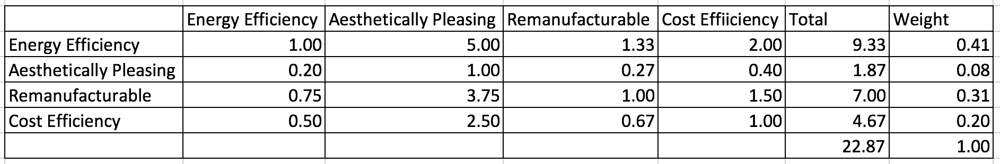 Energy Efficiency Aesthetically Pleasing Remanufacturable Cost Effiiciency Total Weight
Energy Efficiency 1.00 5.00 1.33 2.00 9.33 0.41
Aesthetically Pleasing 0.20 1.00 0.27 0.40 1.87 0.08
Remanufacturable 0.75 3.75 1.00 1.50 7.00 0.31
Cost Efficiency 0.50 2.50 0.67 1.00 4.67 0.20
22.87 1.00